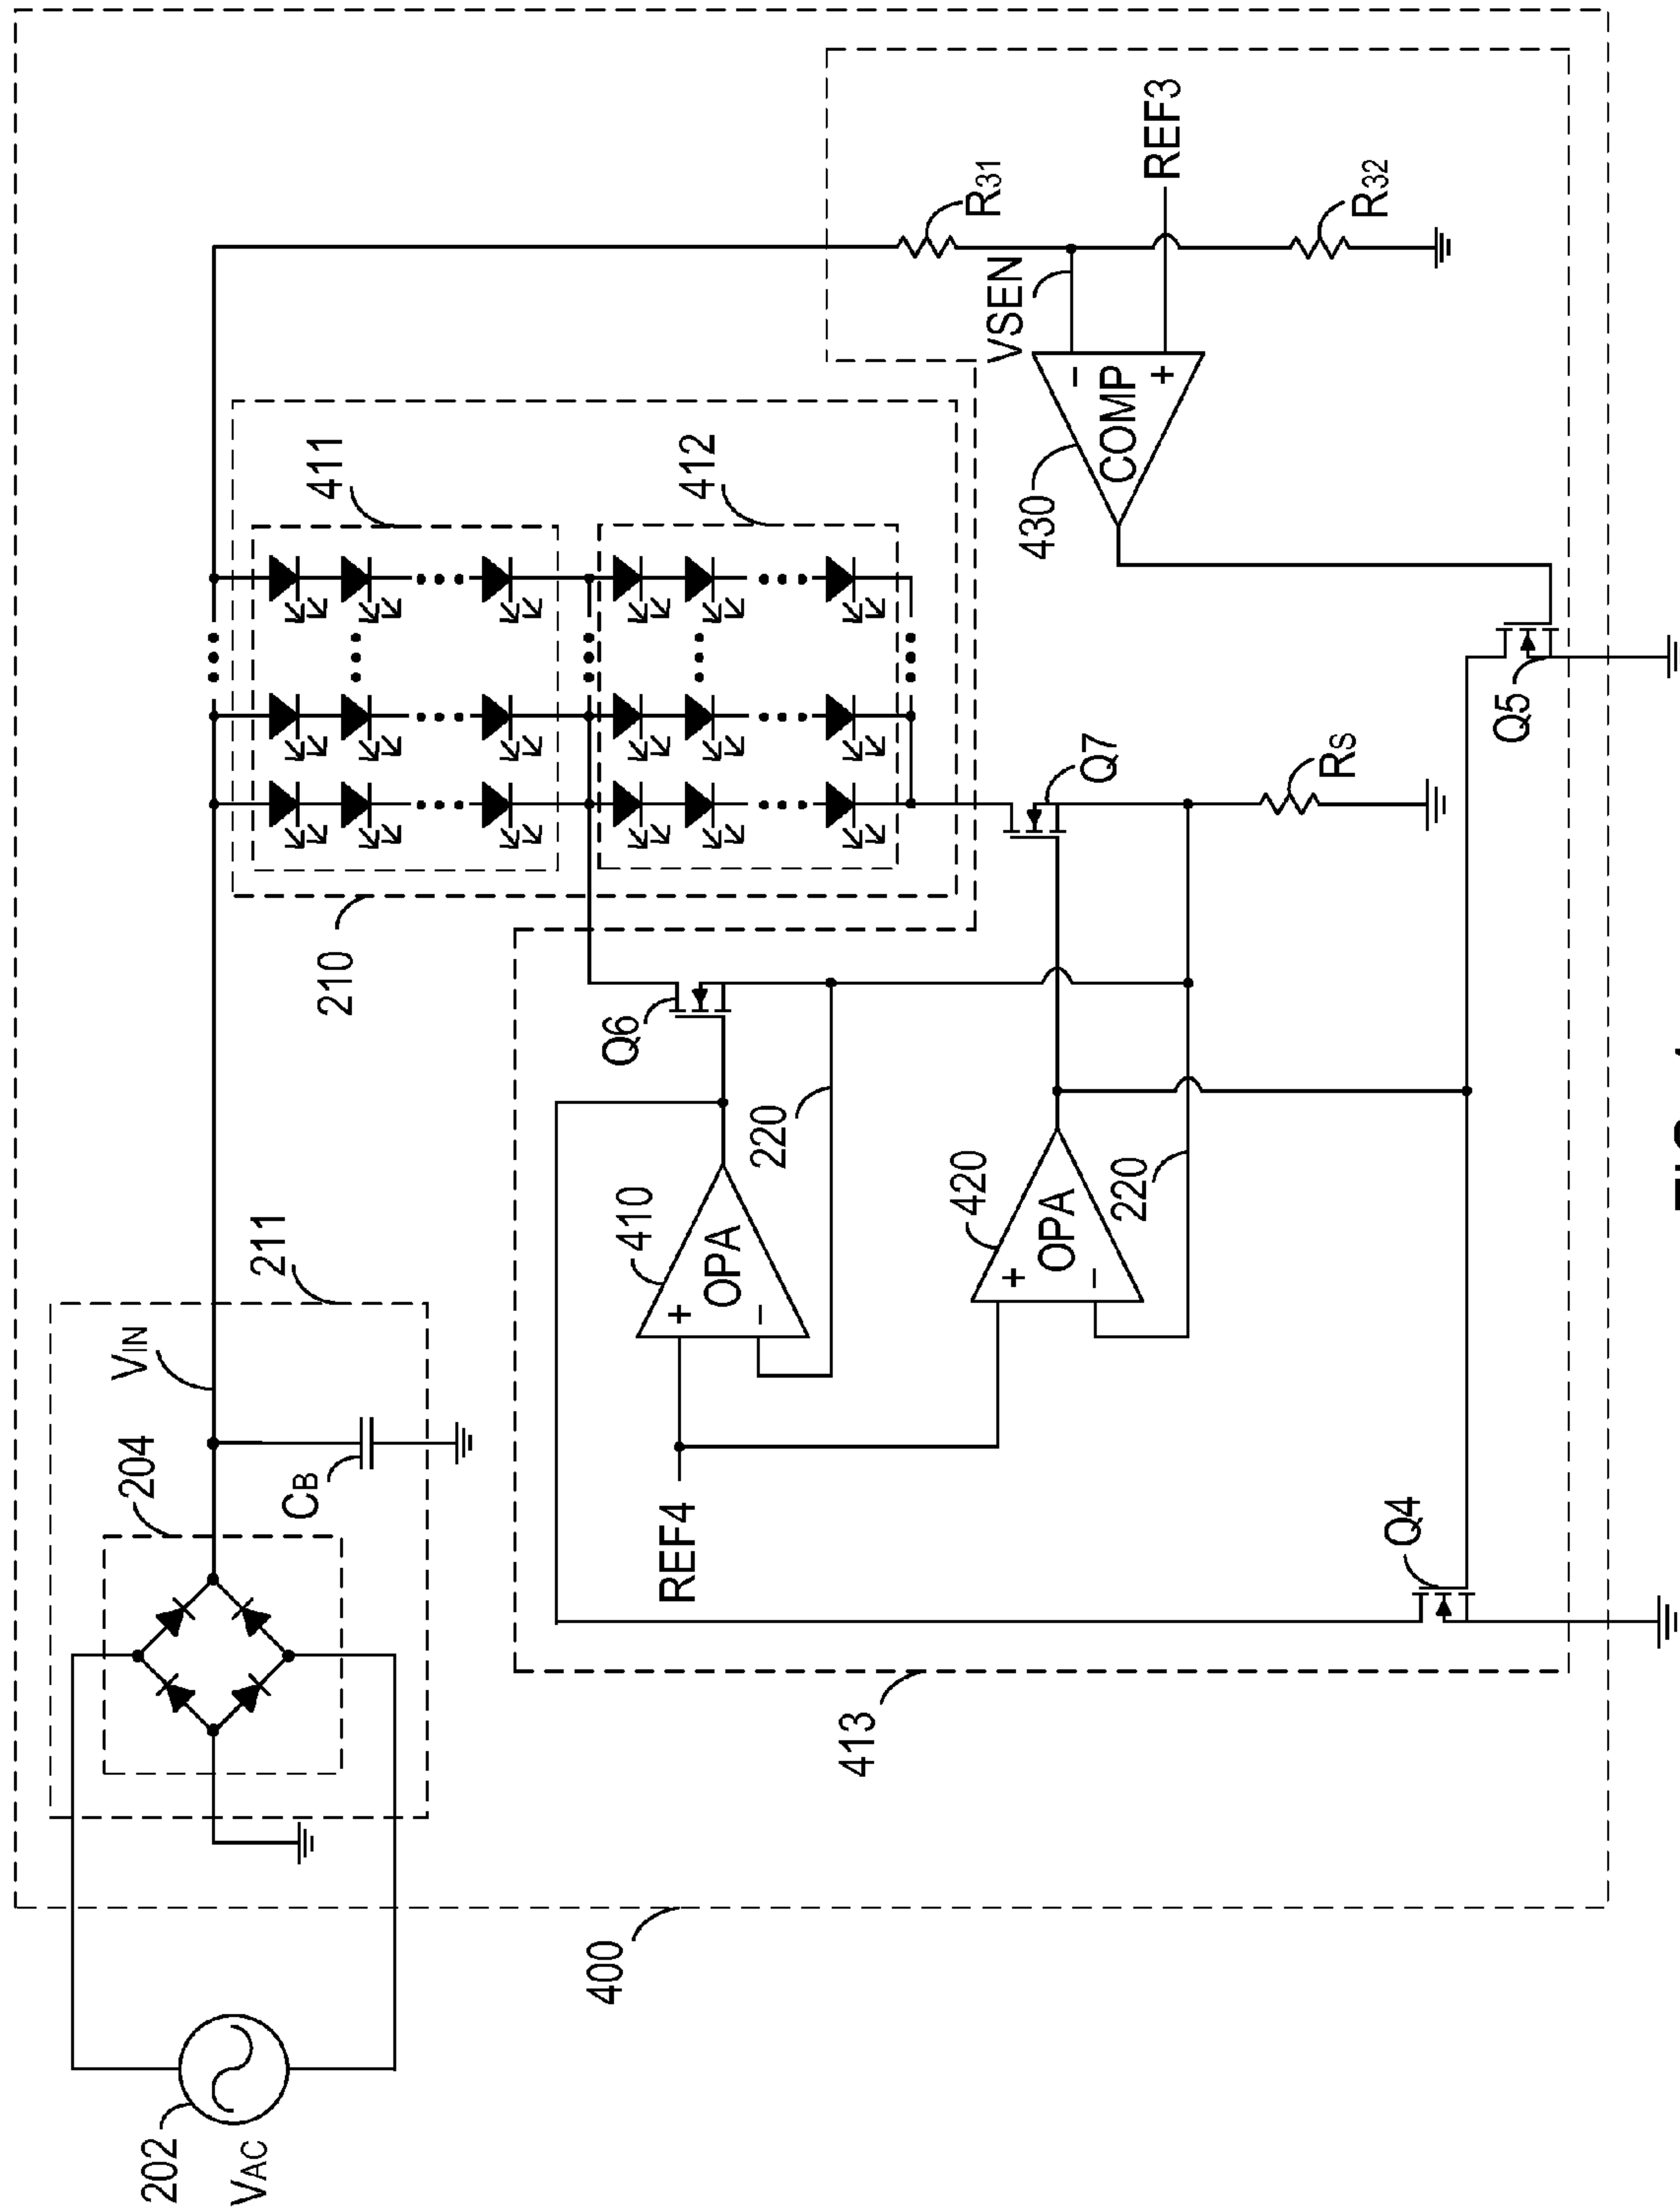 400
202
VAC
211
204
VIN
CB
210
411
412
413
REF4
410
OPA
+
−
220
Q6
420
OPA
+
−
220
Q7
RS
Q4
Q5
430
COMP
−
+
VSEN
REF3
R31
R32